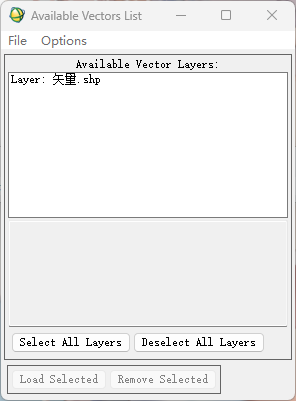 Available Vectors List
File Options
Available Vector Layers:
Layer: 矢量.shp
Select All Layers Deselect All Layers
Load Selected Remove Selected